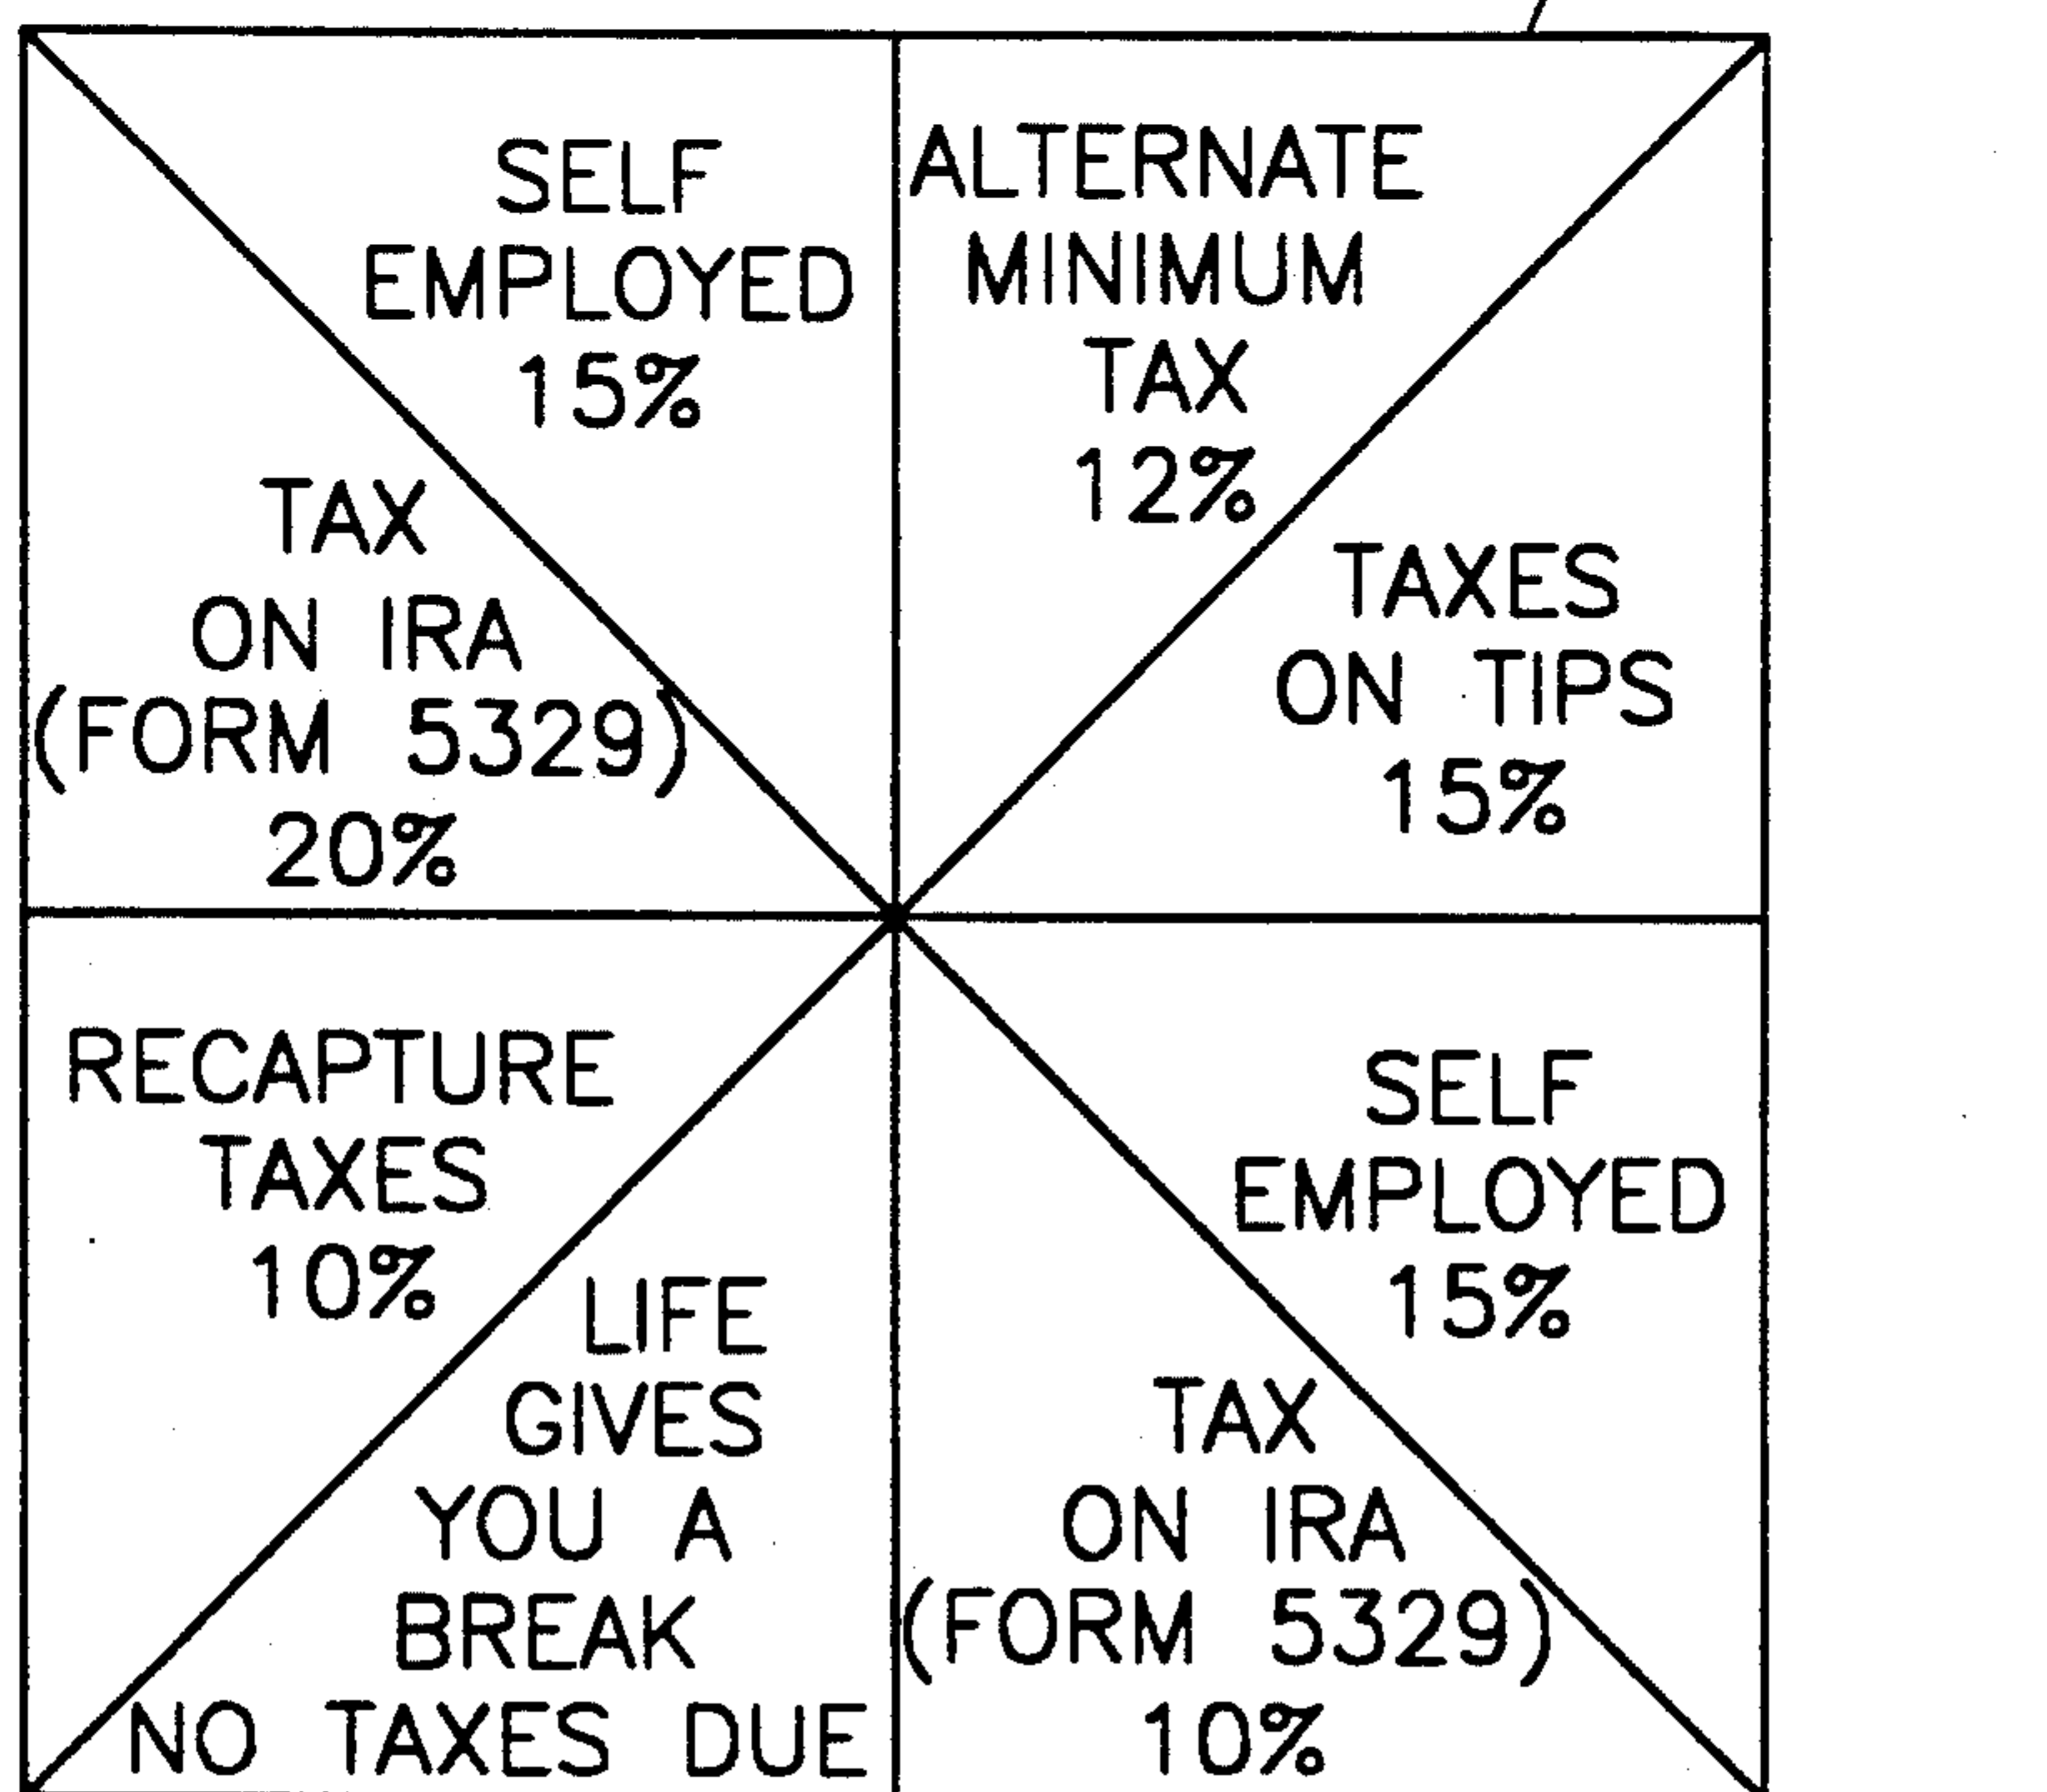 SELF
EMPLOYED
15%
ALTERNATE
MINIMUM
TAX
12%
TAX
ON IRA
(FORM 5329)
20%
TAXES
ON TIPS
15%
RECAPTURE
TAXES
10%
LIFE
GIVES
YOU A
BREAK
NO TAXES DUE
SELF
EMPLOYED
15%
TAX
ON IRA
(FORM 5329)
10%